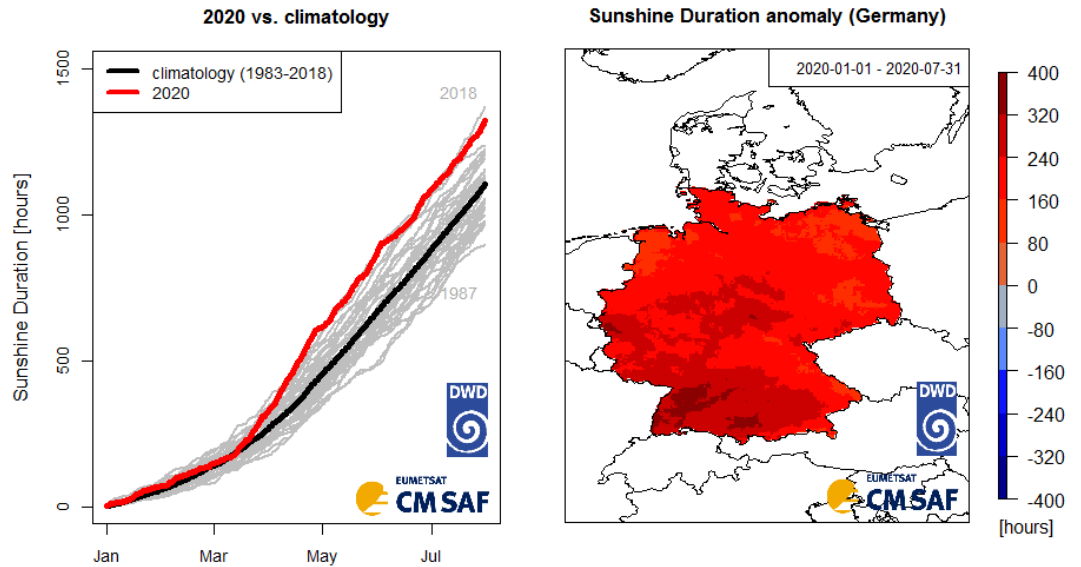 2020 vs. climatology
1500
1000
500
0
Sunshine Duration [hours]
climatology (1983-2018)
2020
2018
1987
DWD
EUMETSAT
CM SAF
Jan
Mar
May
Jul
Sunshine Duration anomaly (Germany)
2020-01-01 - 2020-07-31
DWD
EUMETSAT
CM SAF
400
320
240
160
80
0
-80
-160
-240
-320
-400
[hours]